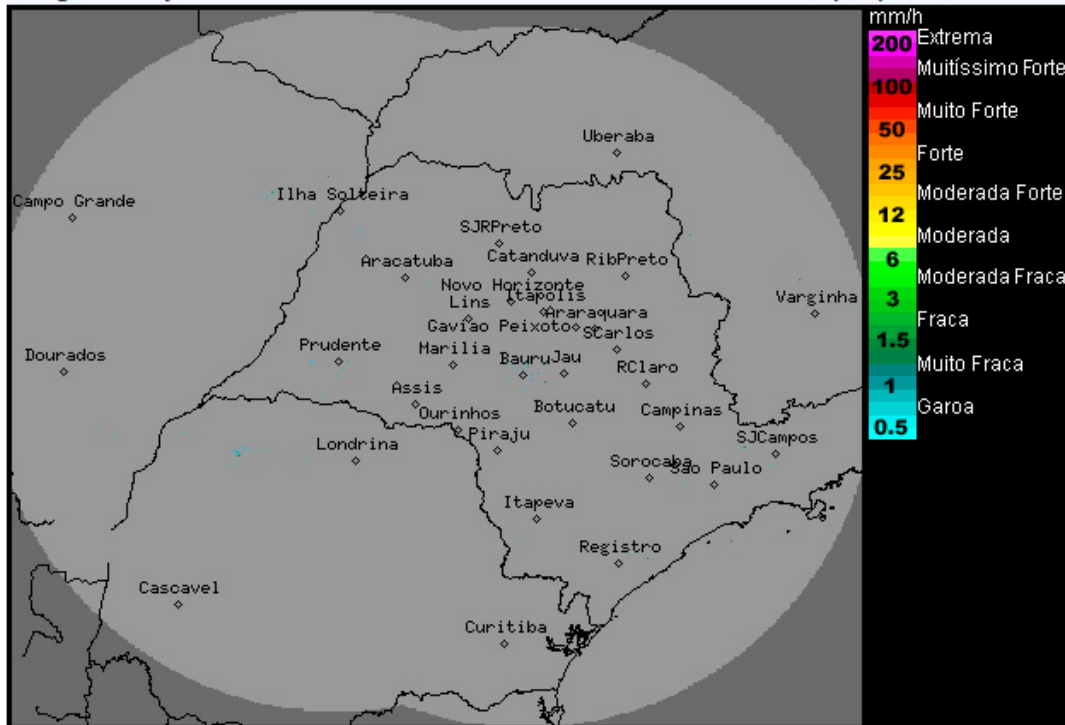 mm/h
200 Extrema
Muitíssimo Forte
100
Muito Forte
50
Forte
25
Moderada Forte
12
Moderada
6
Moderada Fraca
3
Fraca
1.5
Muito Fraca
1
Garoa
0.5
Uberaba
Ilha Solteira
Campo Grande
SJRPreto
Catanduva
RibPreto
Aracatuba
Novo Horizonte
Itapolis
Lins
Araraquara
Varginha
Gaviao Peixoto
SCarlos
Prudente
Marilia
Dourados
Bauru
Jau
RClaro
Assis
Ourinhos
Botucatu
Campinas
Piraju
Londrina
SJCampos
Sorocaba
Sao Paulo
Itapeva
Registro
Cascavel
Curitiba